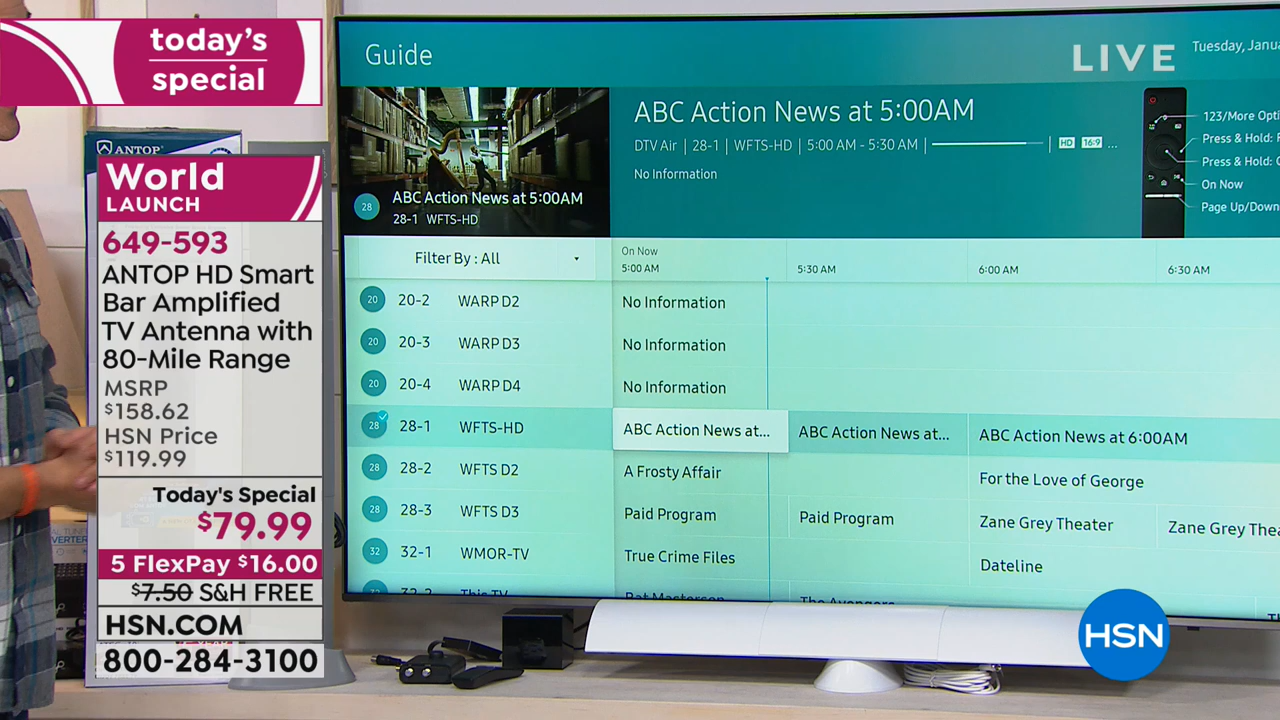 today's
special
ANTOP
World
LAUNCH
649-593
ANTOP HD Smart
Bar Amplified
TV Antenna with
80-Mile Range
MSRP
$158.62
HSN Price
$119.99
Today's Special
$79.99
5 FlexPay $16.00
$7.50 S&H FREE
HSN.COM
800-284-3100
Guide
LIVE
Tuesday,
ABC Action News at 5:00AM
28-1 WFTS-HD
28
ABC Action News at 5:00AM
DTV Air | 28-1 | WFTS-HD | 5:00 AM - 5:30 AM | HD 16:9 ...
No Information
123/More
Press & Hold:
Press & Hold:
On Now
Page Up/Down
Filter By : All
On Now
5:00 AM 5:30 AM 6:00 AM 6:30 AM
20 20-2 WARP D2 No Information
20 20-3 WARP D3 No Information
20 20-4 WARP D4 No Information
28 28-1 WFTS-HD ABC Action News at... ABC Action News at... ABC Action News at 6:00AM
28 28-2 WFTS D2 A Frosty Affair For the Love of George
28 28-3 WFTS D3 Paid Program Paid Program Zane Grey Theater Zane Grey
32 32-1 WMOR-TV True Crime Files Dateline
HSN